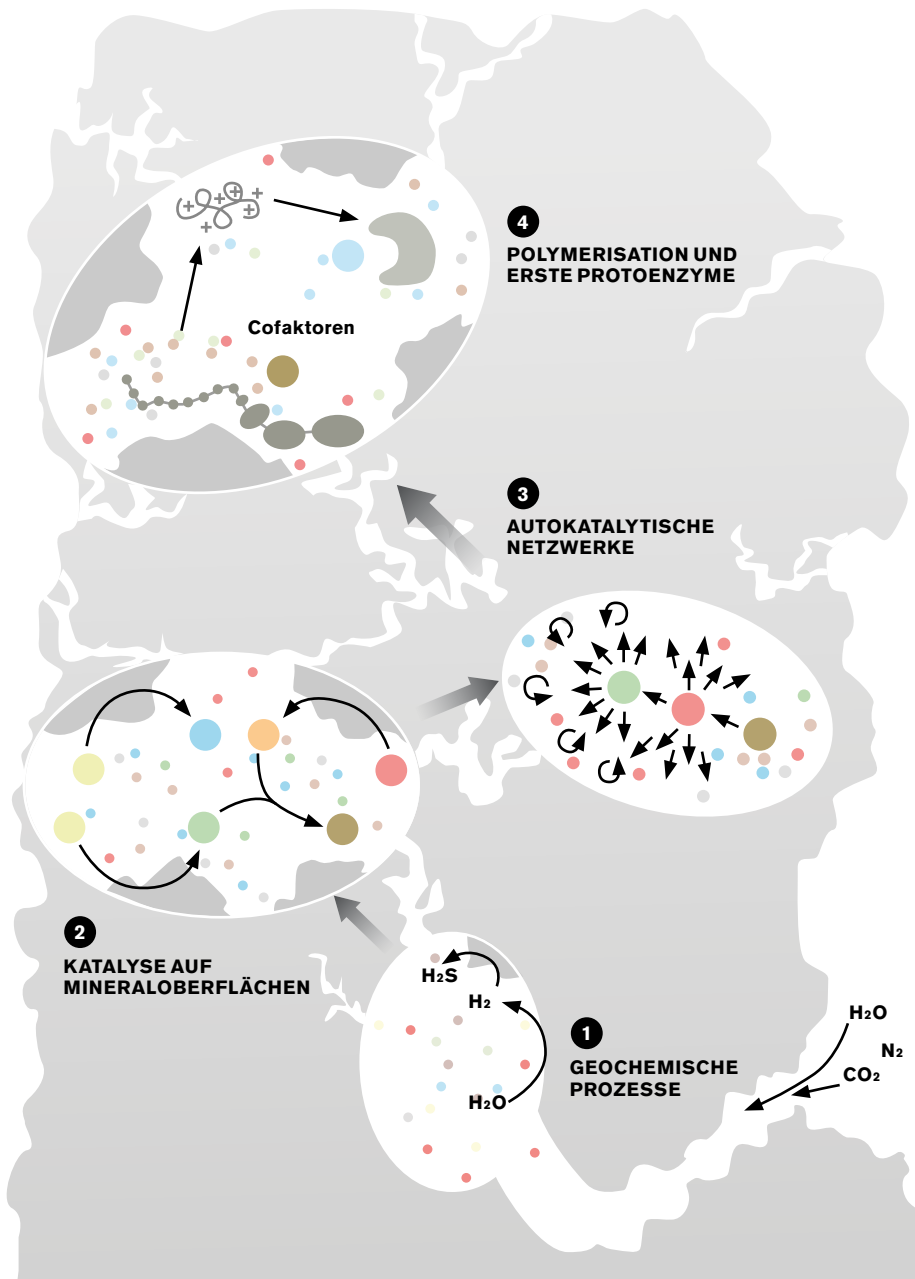 4
POLYMERISATION UND
ERSTE PROTOENZYME
Cofaktoren
3
AUTOKATALYTISCHE
NETZWERKE
2
KATALYSE AUF
MINERALOBERFLÄCHEN
H2S
H2
H2O
1
GEOCHEMISCHE
PROZESSE
H2O
N2
CO2